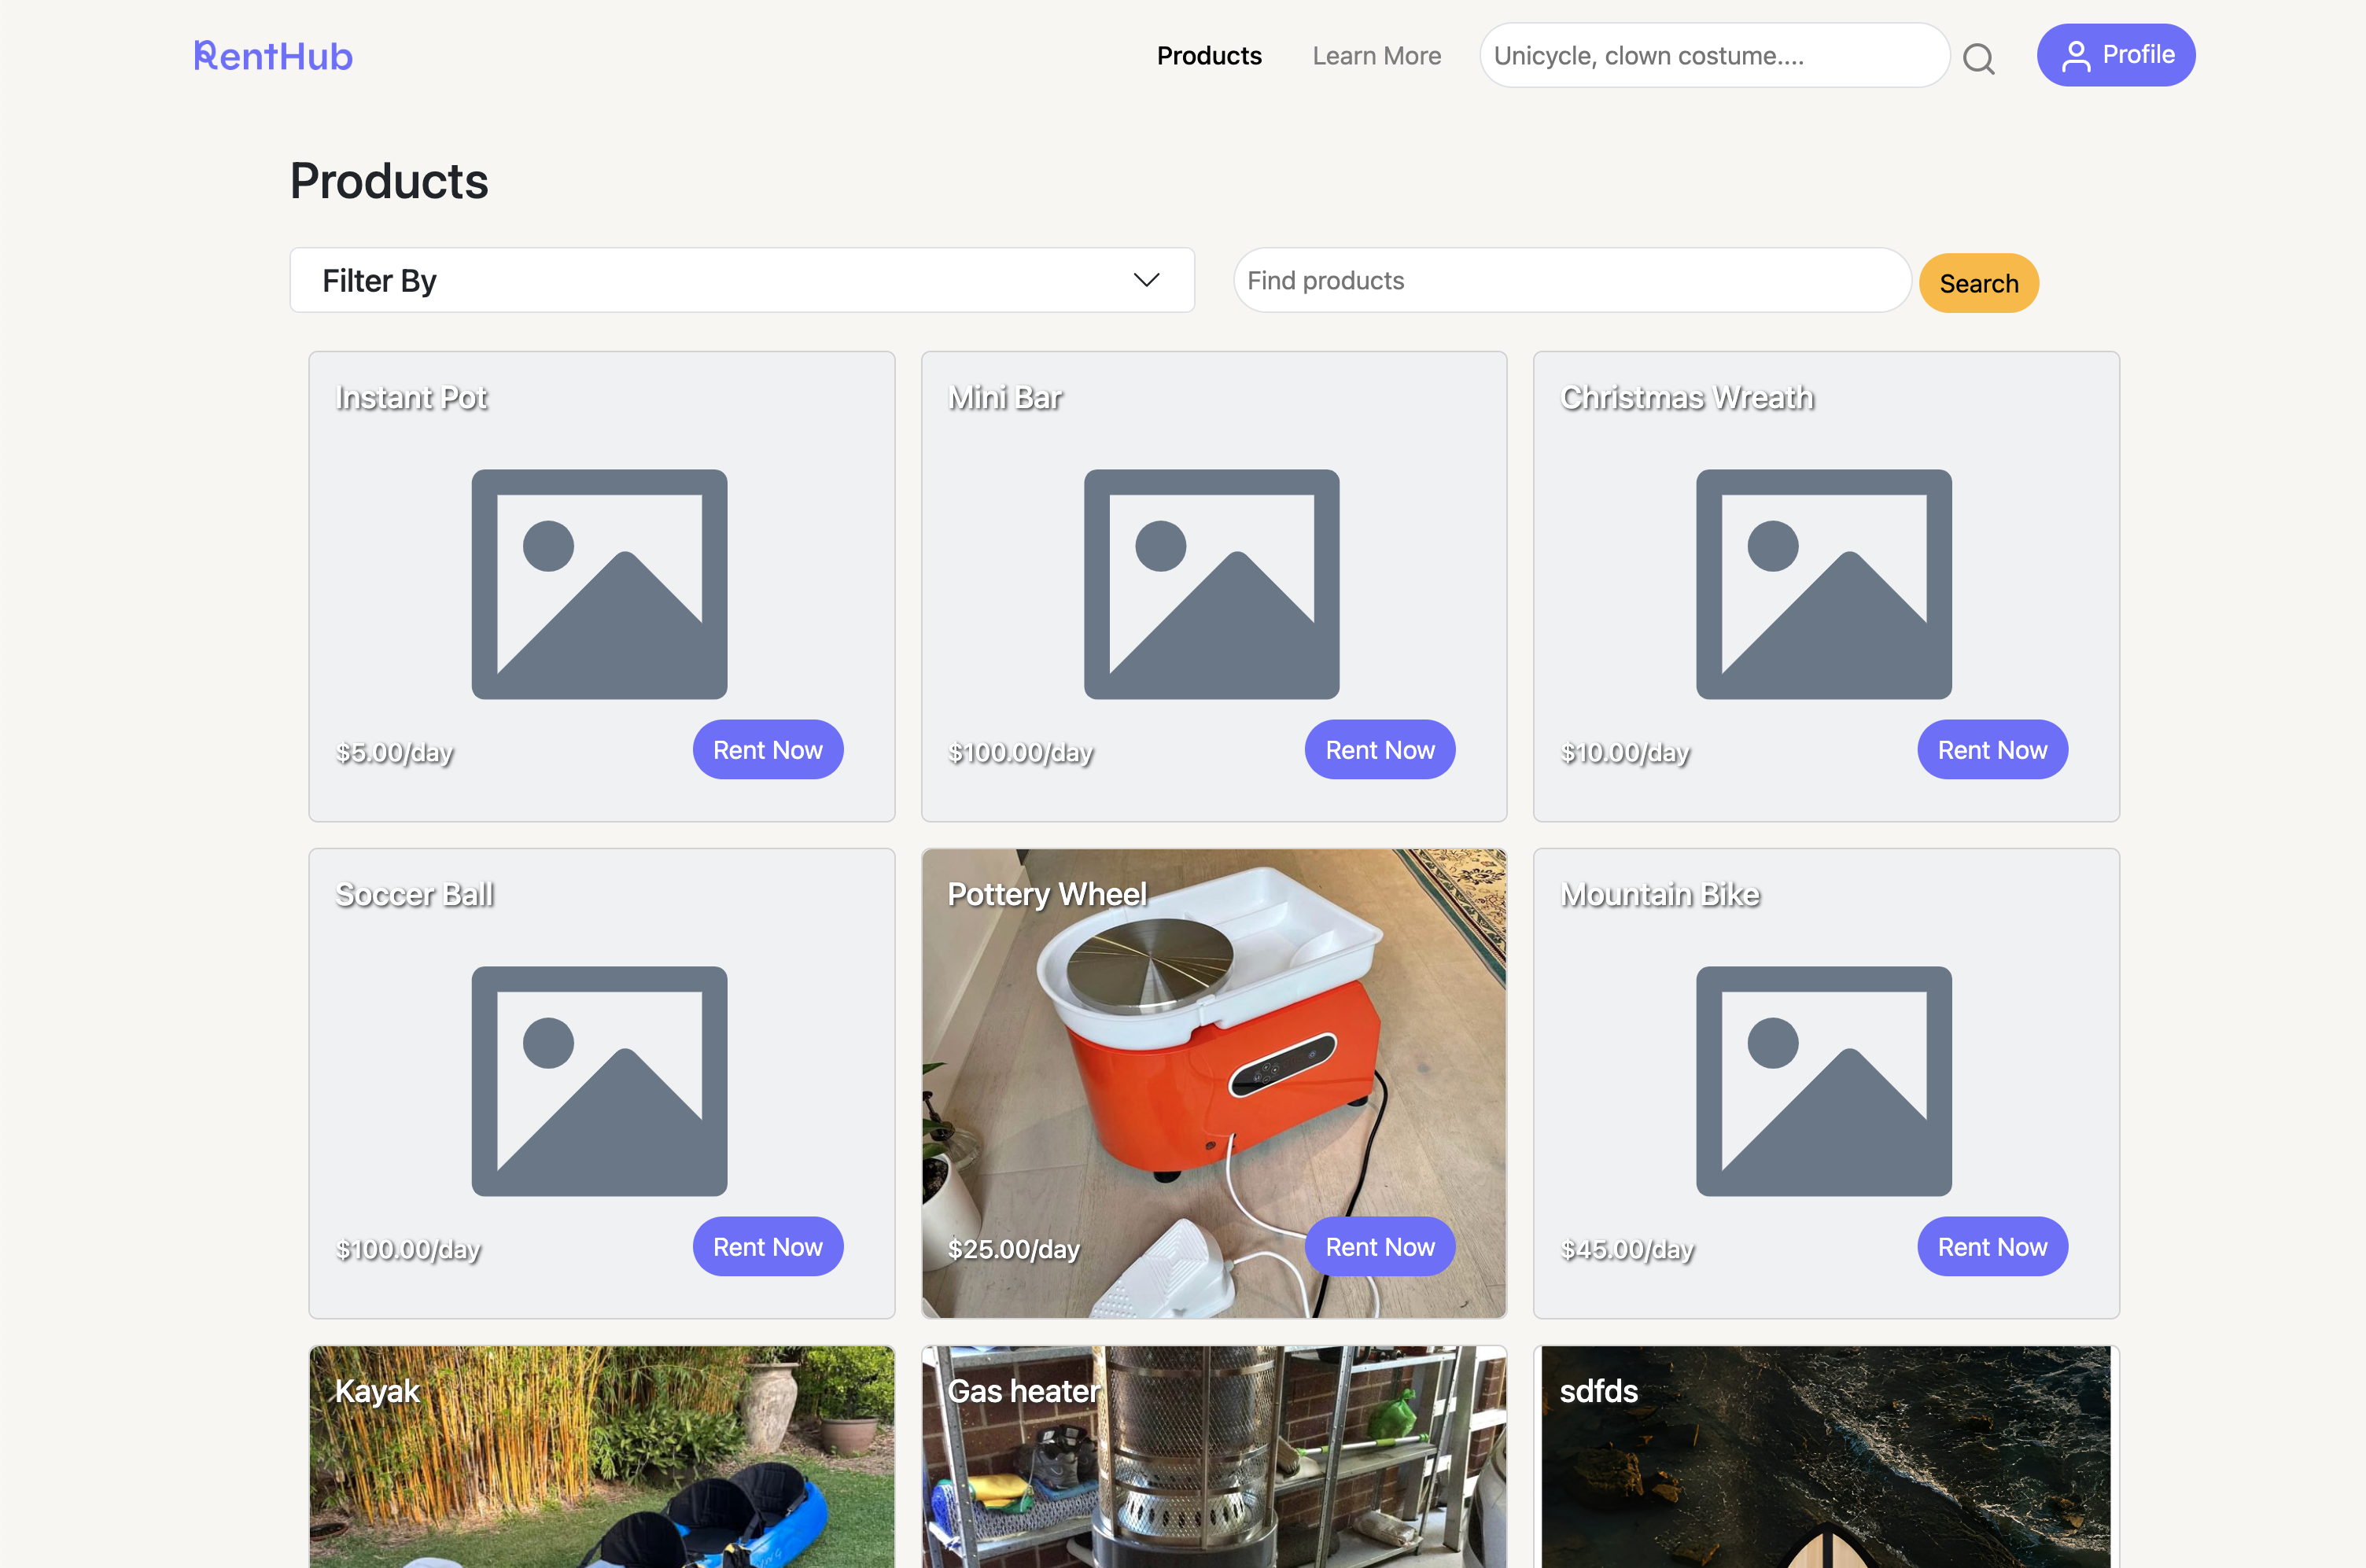 RentHub
Products
Learn More
Unicycle, clown costume....
Profile
Products
Filter By
Find products
Search
Instant Pot
Mini Bar
Christmas Wreath
$5.00/day
Rent Now
$100.00/day
Rent Now
$10.00/day
Rent Now
Soccer Ball
Pottery Wheel
Mountain Bike
$100.00/day
Rent Now
$25.00/day
Rent Now
$45.00/day
Rent Now
Kayak
Gas heater
sdfds